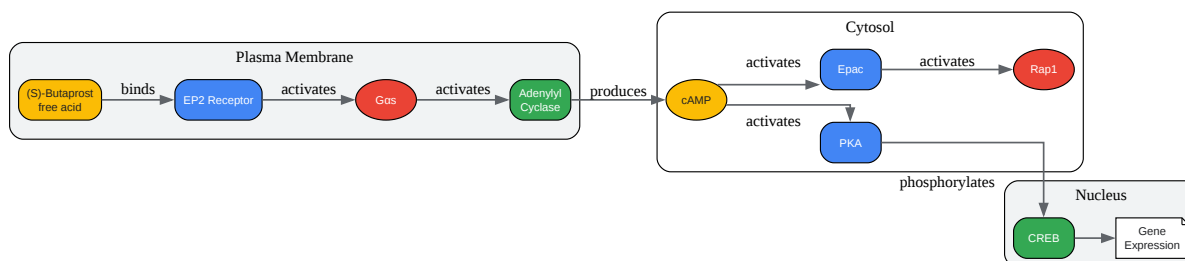 Plasma Membrane
(S)-Butaprost
free acid
binds
EP2 Receptor
activates
Gαs
activates
Adenylyl
Cyclase
produces
Cytosol
cAMP
activates
Epac
activates
Rap1
activates
PKA
phosphorylates
Nucleus
CREB
Gene
Expression